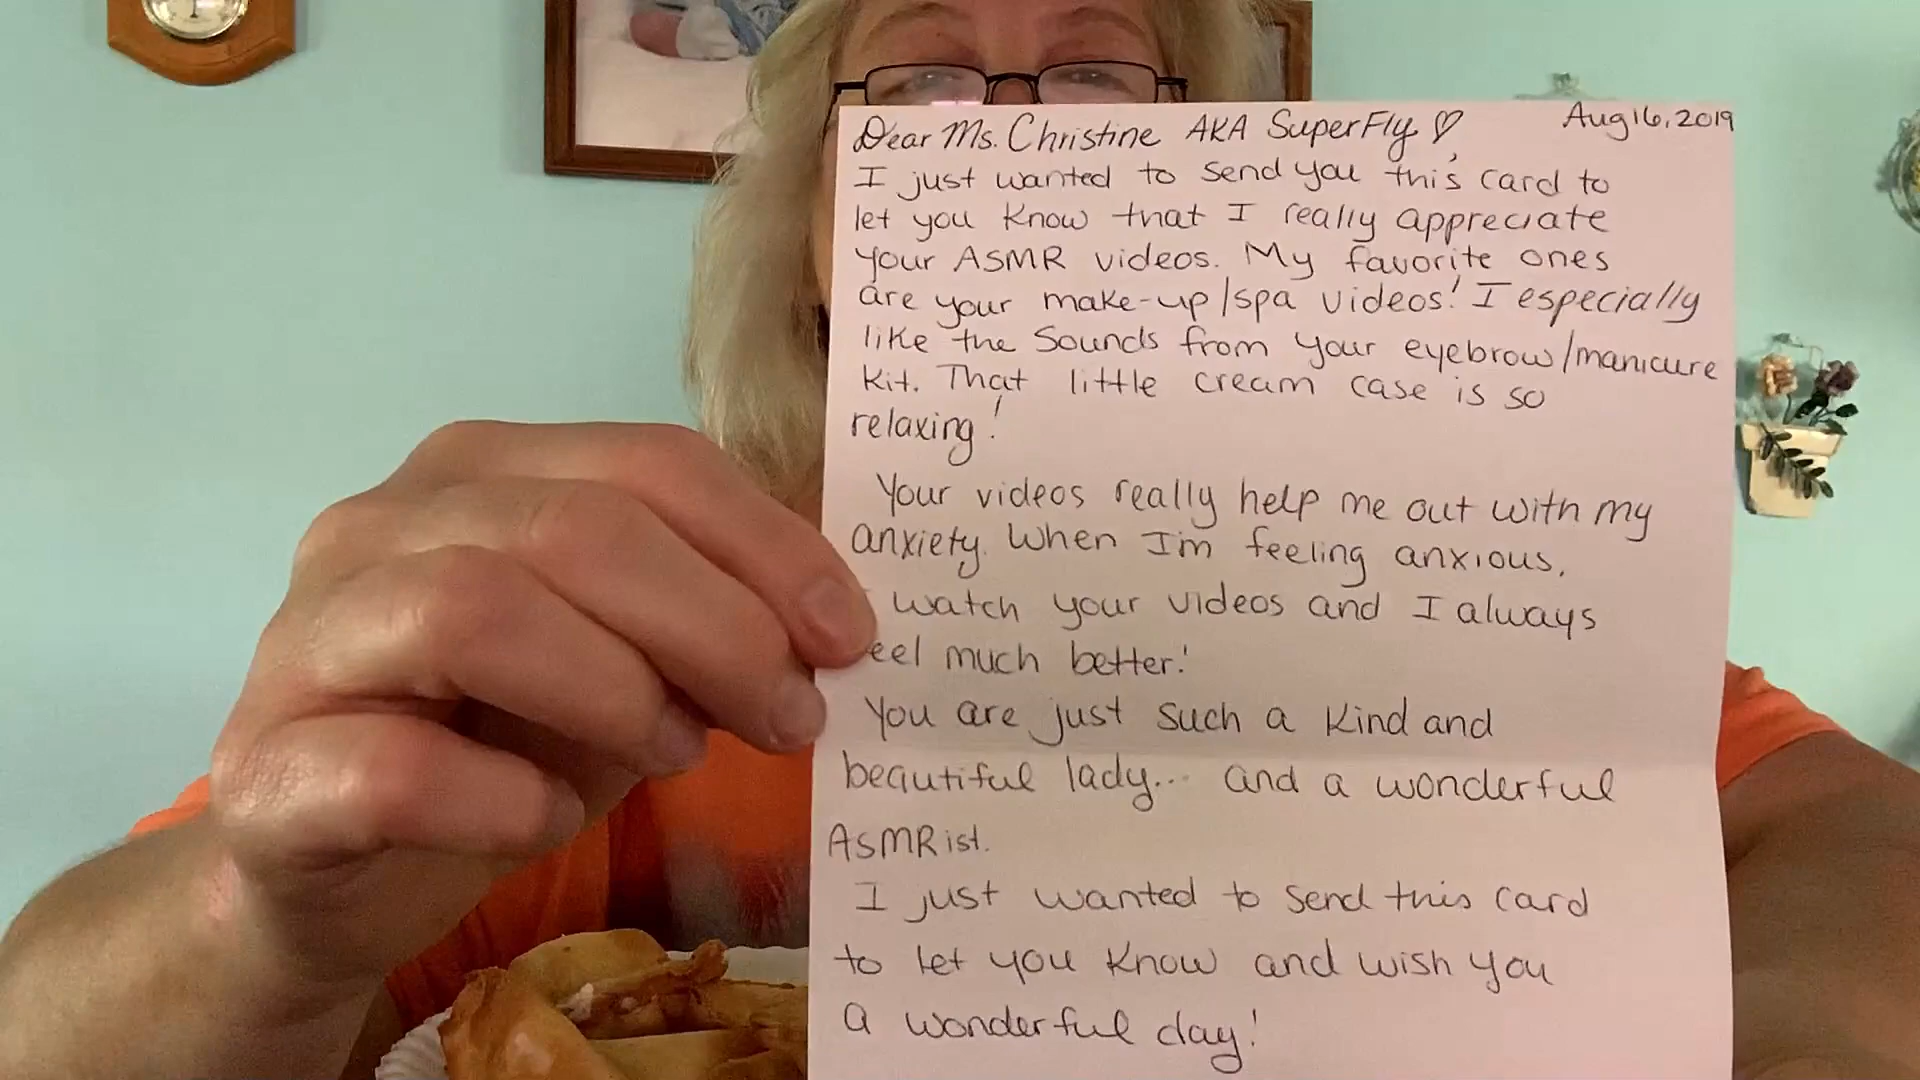 Dear Ms. Christine AKA SuperFly ♡ Aug 16, 2019
I just wanted to send you this card to
let you know that I really appreciate
your ASMR videos. My favorite ones
are your make-up/spa videos! I especially
like the sounds from your eyebrow/manicure
kit. That little cream case is so
relaxing!
Your videos really help me out with my
anxiety. When I'm feeling anxious,
watch your videos and I always
eel much better!
You are just such a kind and
beautiful lady... and a wonderful
ASMRist.
I just wanted to send this card
to let you know and wish you
a wonderful day!